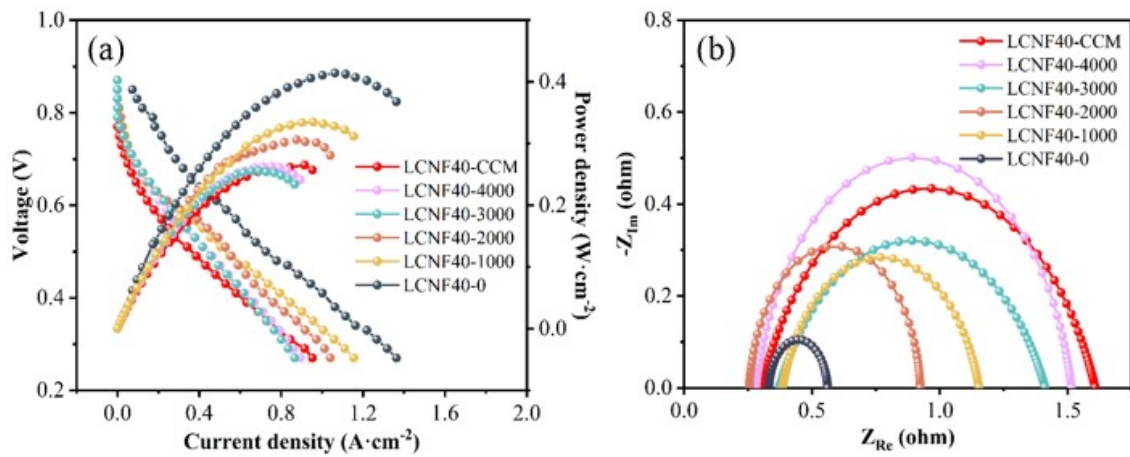 (a)
Voltage (V)
1.0
0.8
0.6
0.4
0.2
LCNF40-CCM
LCNF40-4000
LCNF40-3000
LCNF40-2000
LCNF40-1000
LCNF40-0
0.4
0.2
0.0
Power density (W·cm⁻²)
0.0 0.4 0.8 1.2 1.6 2.0
Current density (A·cm⁻²)
(b)
-Z_Im (ohm)
0.8
0.6
0.4
0.2
0.0
LCNF40-CCM
LCNF40-4000
LCNF40-3000
LCNF40-2000
LCNF40-1000
LCNF40-0
0.0 0.5 1.0 1.5
Z_Re (ohm)